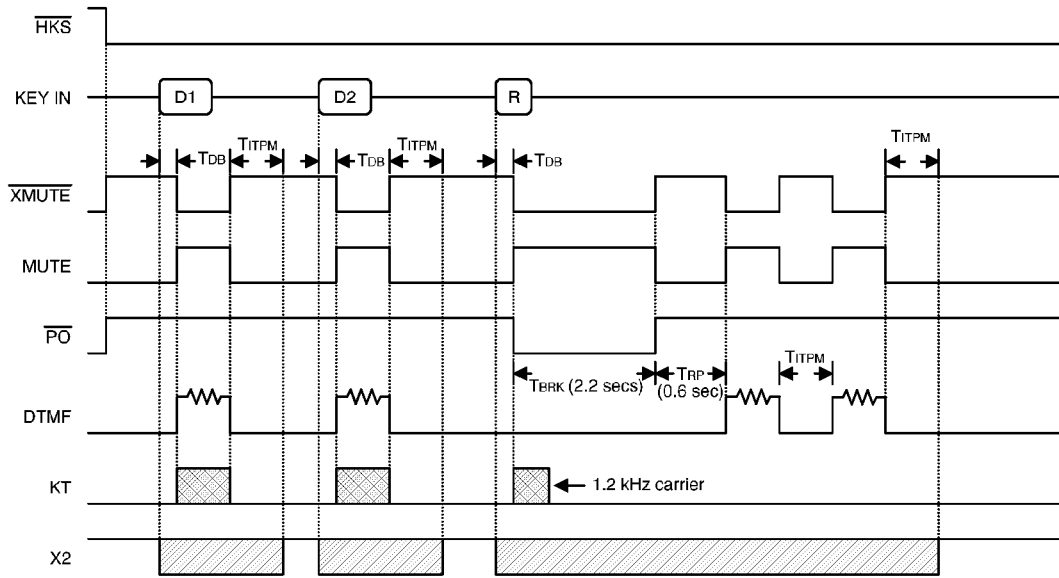 HKS
KEY IN D1 D2 R
TDB TITPM TDB TITPM TDB TITPM
XMUTE
MUTE
PO
TBRK (2.2 secs) TRP (0.6 sec) TITPM
DTMF
KT 1.2 kHz carrier
X2